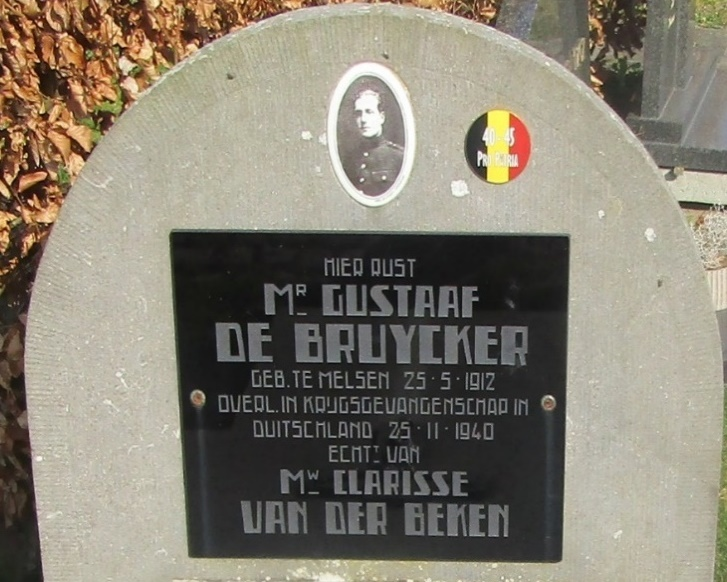 40-45
PRO PATRIA
HIER RUST
MR GUSTAAF
DE BRUYCKER
GEB. TE MELSEN 25·5·1912
OVERL. IN KRIJGSGEVANGENSCHAP IN
DUITSCHLAND 25·11·1940
ECHTT VAN
MW CLARISSE
VAN DER BEKEN